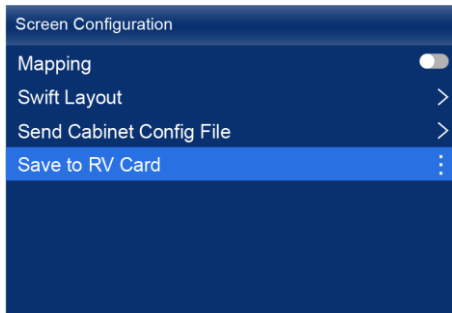 Screen Configuration
Mapping
Swift Layout
Send Cabinet Config File
Save to RV Card